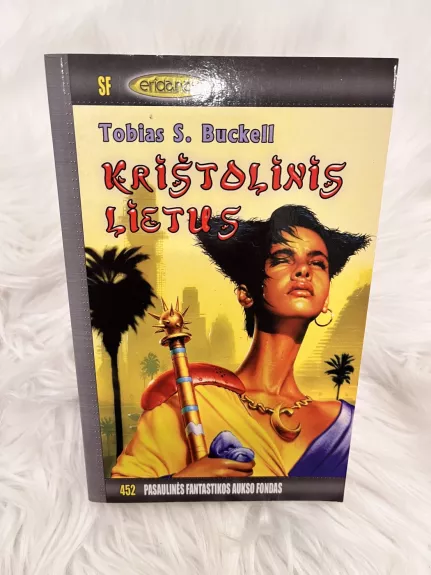 SF
eridanas
Tobias S. Buckell
KRIŠTOLINIS
LIETUS
452 PASAULINĖS FANTASTIKOS AUKSO FONDAS